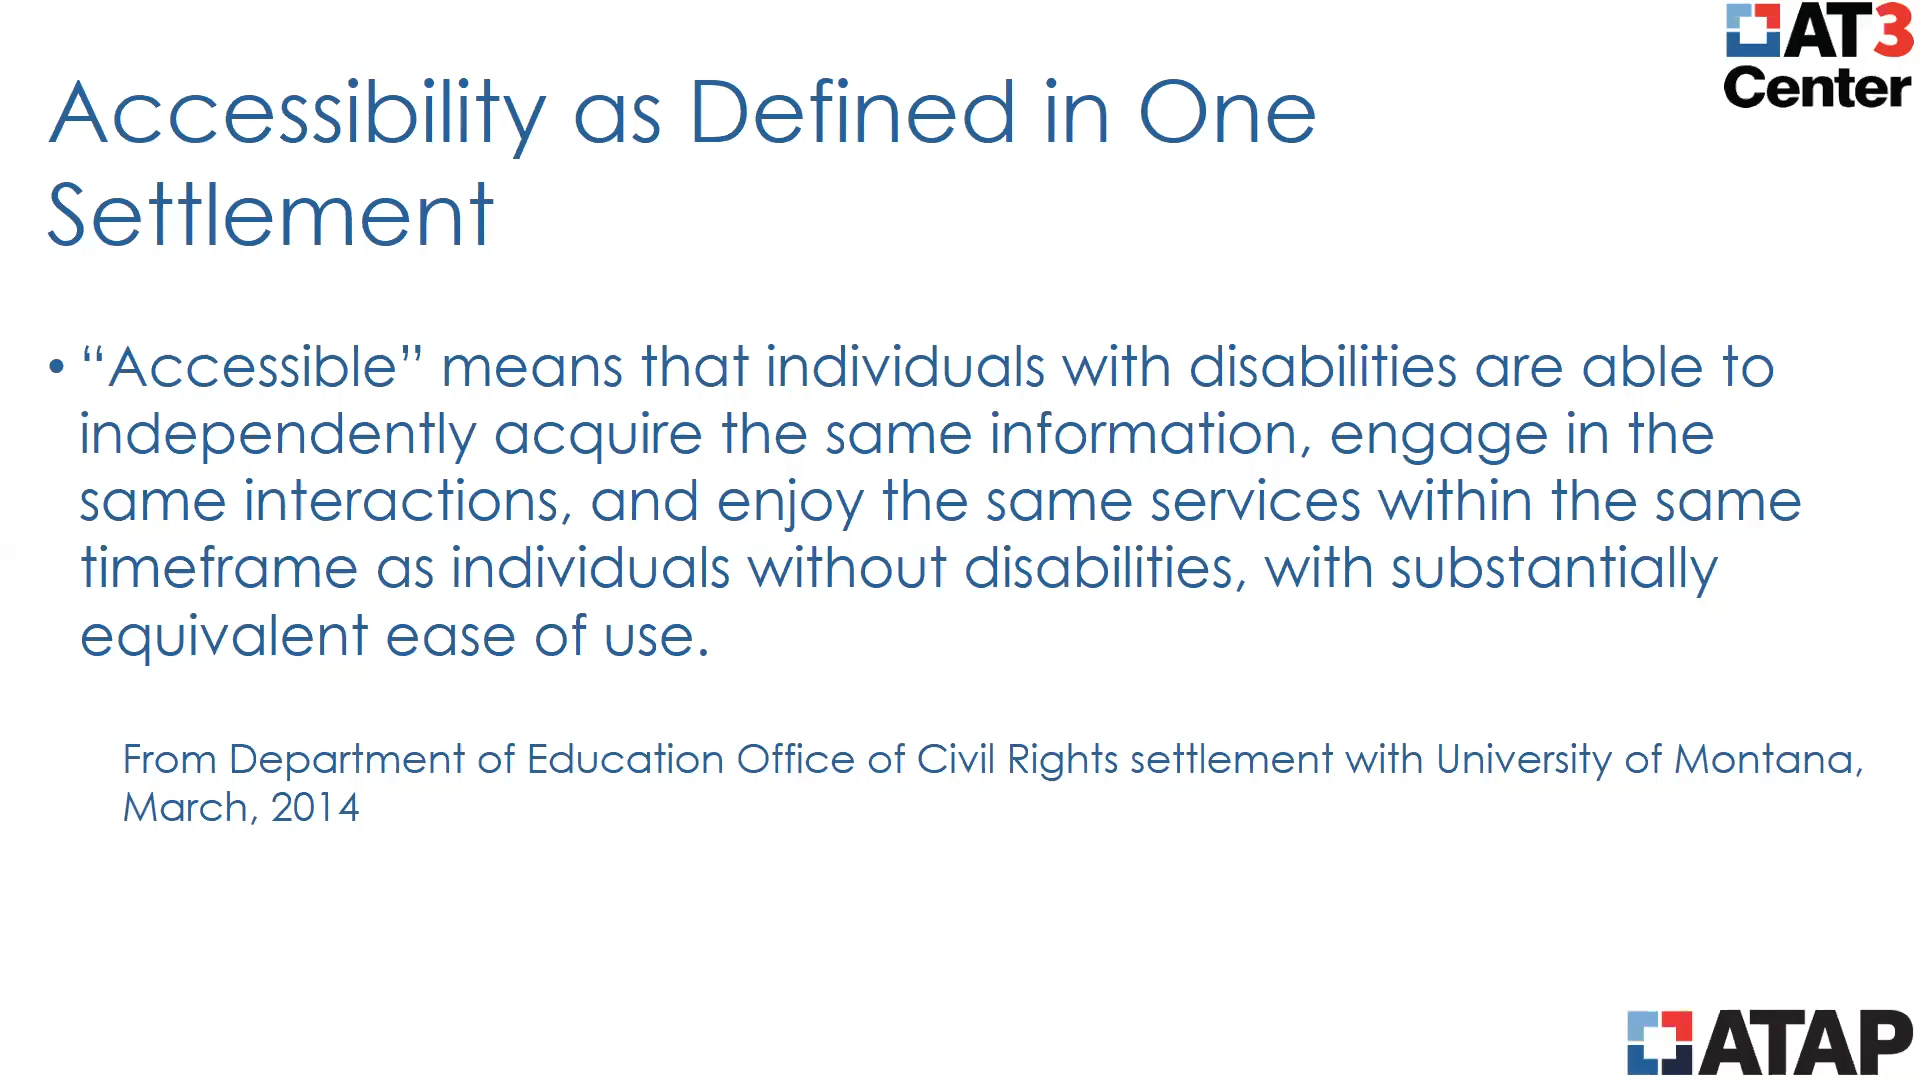 AT3
Center
Accessibility as Defined in One
Settlement
• “Accessible” means that individuals with disabilities are able to
independently acquire the same information, engage in the
same interactions, and enjoy the same services within the same
timeframe as individuals without disabilities, with substantially
equivalent ease of use.
From Department of Education Office of Civil Rights settlement with University of Montana,
March, 2014
ATAP